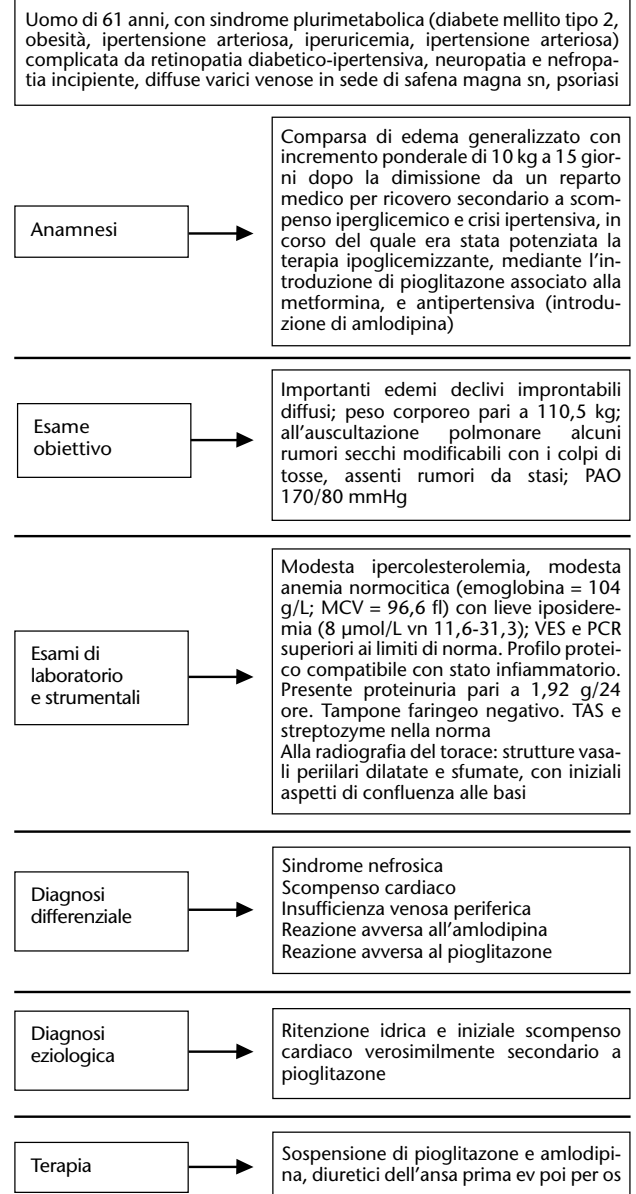 Uomo di 61 anni, con sindrome plurimetabolica (diabete mellito tipo 2,
obesità, ipertensione arteriosa, iperuricemia, ipertensione arteriosa)
complicata da retinopatia diabetico-ipertensiva, neuropatia e nefropa-
tia incipiente, diffuse varici venose in sede di safena magna sn, psoriasi
Anamnesi
Comparsa di edema generalizzato con
incremento ponderale di 10 kg a 15 gior-
ni dopo la dimissione da un reparto
medico per ricovero secondario a scom-
penso iperglicemico e crisi ipertensiva, in
corso del quale era stata potenziata la
terapia ipoglicemizzante, mediante l'in-
troduzione di pioglitazone associato alla
metformina, e antipertensiva (introdu-
zione di amlodipina)
Esame
obiettivo
Importanti edemi declivi improntabili
diffusi; peso corporeo pari a 110,5 kg;
all'auscultazione polmonare alcuni
rumori secchi modificabili con i colpi di
tosse, assenti rumori da stasi; PAO
170/80 mmHg
Esami di
laboratorio
e strumentali
Modesta ipercolesterolemia, modesta
anemia normocitica (emoglobina = 104
g/L; MCV = 96,6 fl) con lieve iposidere-
mia (8 µmol/L vn 11,6-31,3); VES e PCR
superiori ai limiti di norma. Profilo protei-
co compatibile con stato infiammatorio.
Presente proteinuria pari a 1,92 g/24
ore. Tampone faringeo negativo. TAS e
streptozyme nella norma
Alla radiografia del torace: strutture vasa-
li periilari dilatate e sfumate, con iniziali
aspetti di confluenza alle basi
Diagnosi
differenziale
Sindrome nefrosica
Scompenso cardiaco
Insufficienza venosa periferica
Reazione avversa all'amlodipina
Reazione avversa al pioglitazone
Diagnosi
eziologica
Ritenzione idrica e iniziale scompenso
cardiaco verosimilmente secondario a
pioglitazone
Terapia
Sospensione di pioglitazone e amlodipi-
na, diuretici dell'ansa prima ev poi per os